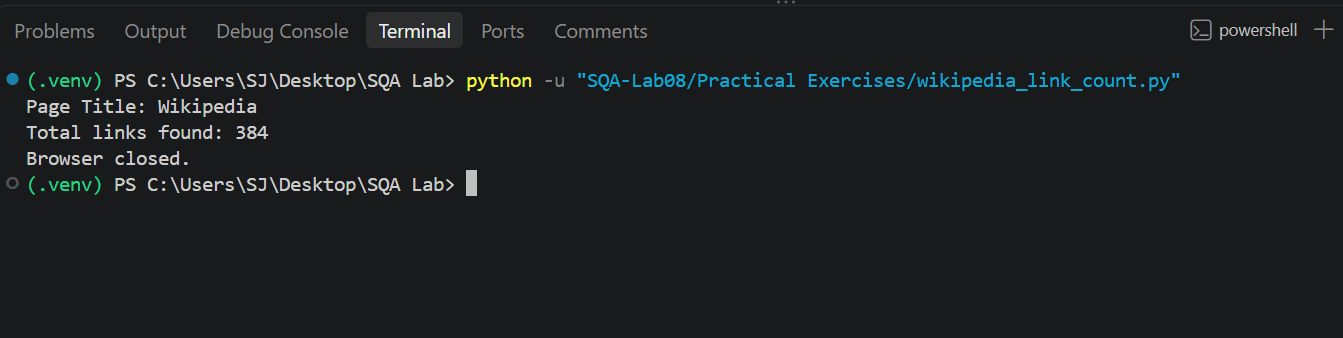 Problems Output Debug Console Terminal Ports Comments powershell
(.venv) PS C:\Users\SJ\Desktop\SQA Lab> python -u "SQA-Lab08/Practical Exercises/wikipedia_link_count.py"
Page Title: Wikipedia
Total links found: 384
Browser closed.
(.venv) PS C:\Users\SJ\Desktop\SQA Lab>